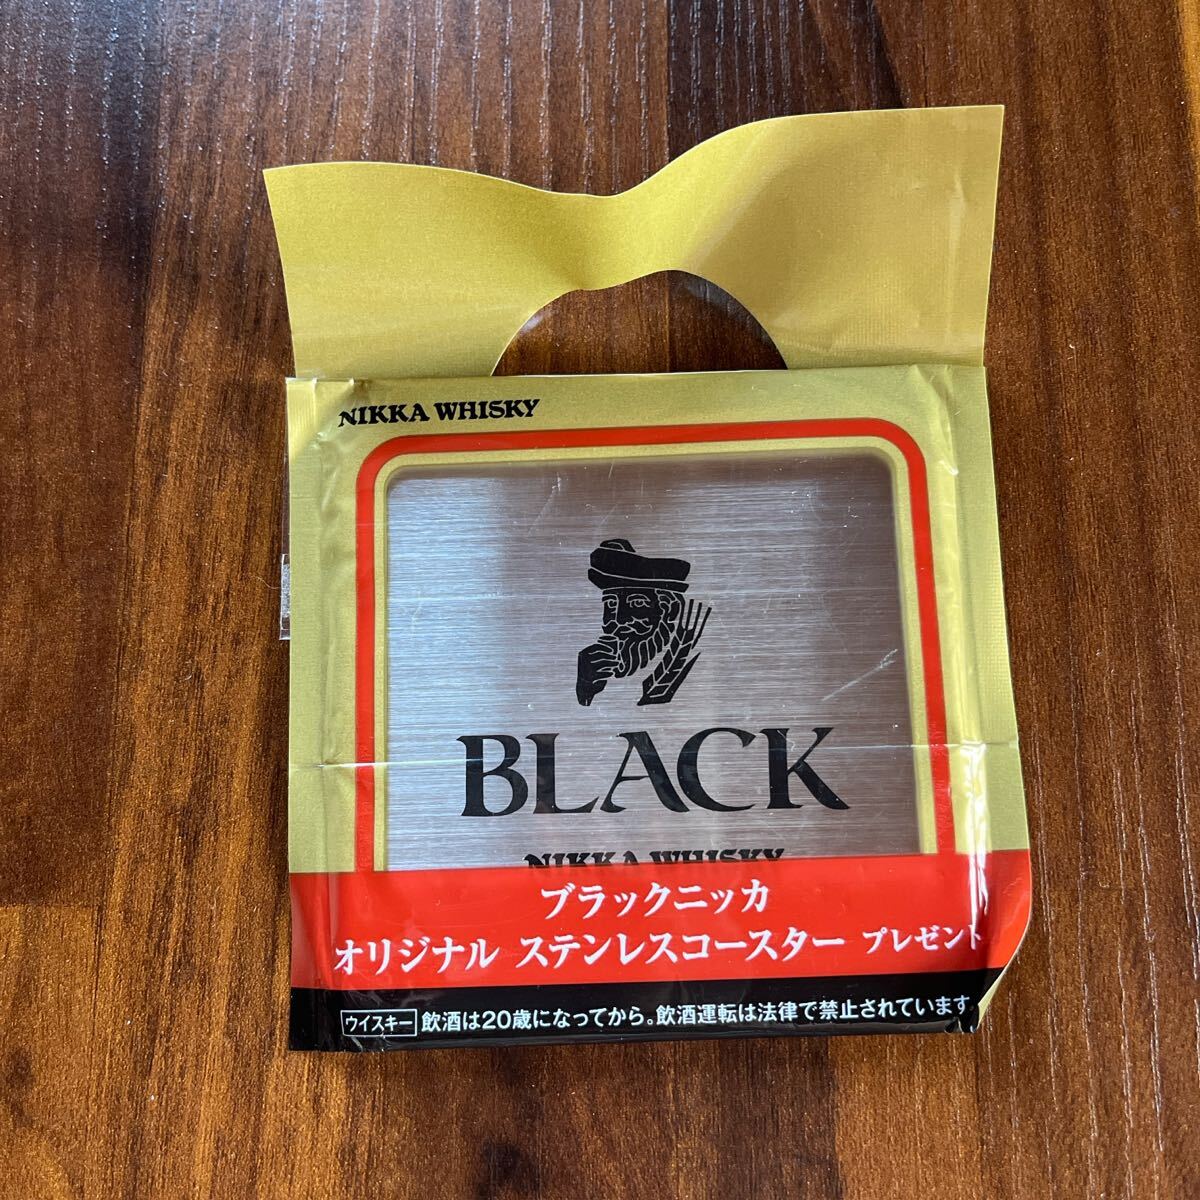 NIKKA WHISKY
BLACK
NIKKA WHISKY
ブラックニッカ
オリジナル ステンレスコースター プレゼント
ウイスキー 飲酒は20歳になってから。飲酒運転は法律で禁止されています。